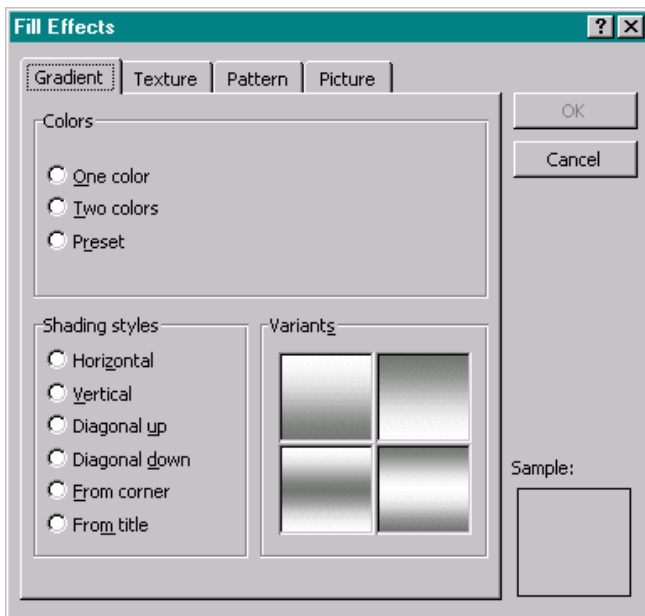 Fill Effects
Gradient Texture Pattern Picture
OK
Cancel
Colors
One color
Two colors
Preset
Shading styles
Horizontal
Vertical
Diagonal up
Diagonal down
From corner
From title
Variants
Sample: